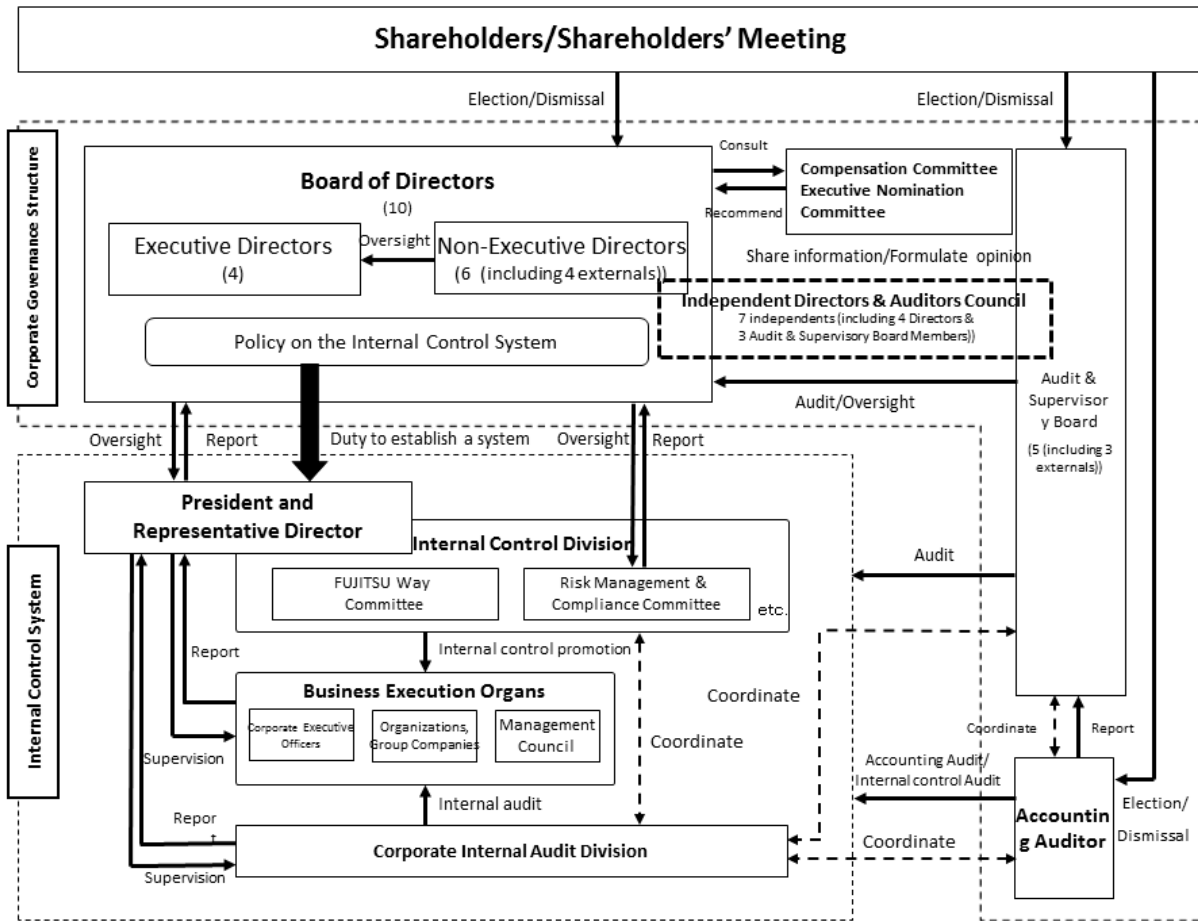 Shareholders/Shareholders' Meeting
Election/Dismissal
Election/Dismissal
Corporate Governance Structure
Board of Directors
(10)
Executive Directors
(4)
Oversight
Non-Executive Directors
(6 (including 4 externals))
Policy on the Internal Control System
Consult
Recommend
Compensation Committee
Executive Nomination
Committee
Share information/Formulate opinion
Independent Directors & Auditors Council
7 independents (including 4 Directors &
3 Audit & Supervisory Board Members))
Audit/Oversight
Audit &
Supervisor
y Board
(5 (including 3
externals))
Oversight
Report
Duty to establish a system
Oversight
Report
Internal Control System
President and
Representative Director
Internal Control Division
FUJITSU Way
Committee
Risk Management &
Compliance Committee
etc.
Audit
Report
Internal control promotion
Business Execution Organs
Corporate Executive
Officers
Organizations,
Group Companies
Management
Council
Supervision
Coordinate
Coordinate
Coordinate
Report
Accounting Audit/
Internal control Audit
Internal audit
Repor
t
Corporate Internal Audit Division
Supervision
Coordinate
Accountin
g Auditor
Election/
Dismissal